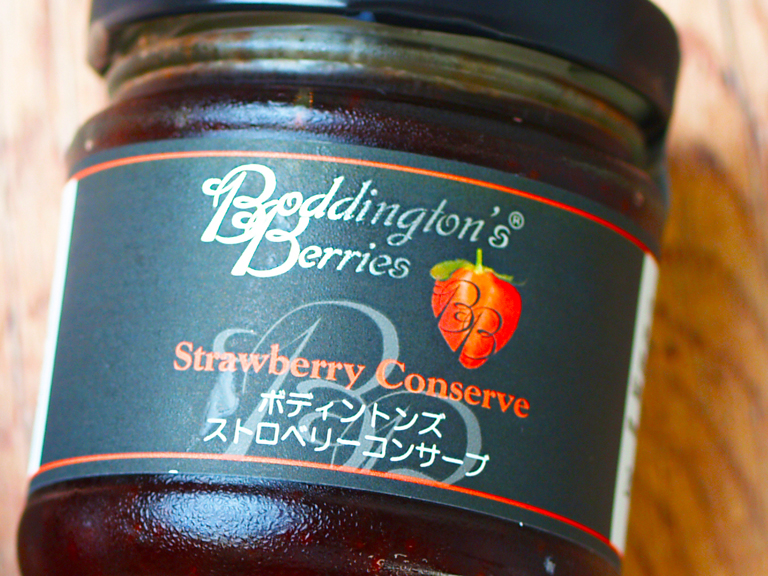 Boddington's®
Berries
BB
Strawberry Conserve
ボディントンズ
ストロベリーコンサーブ